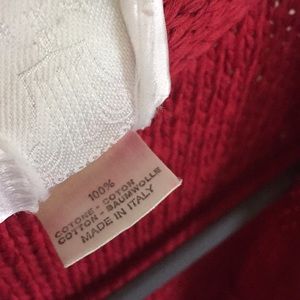 100%
COTONE - COTON
COTTON - BAUMWOLLE
MADE IN ITALY